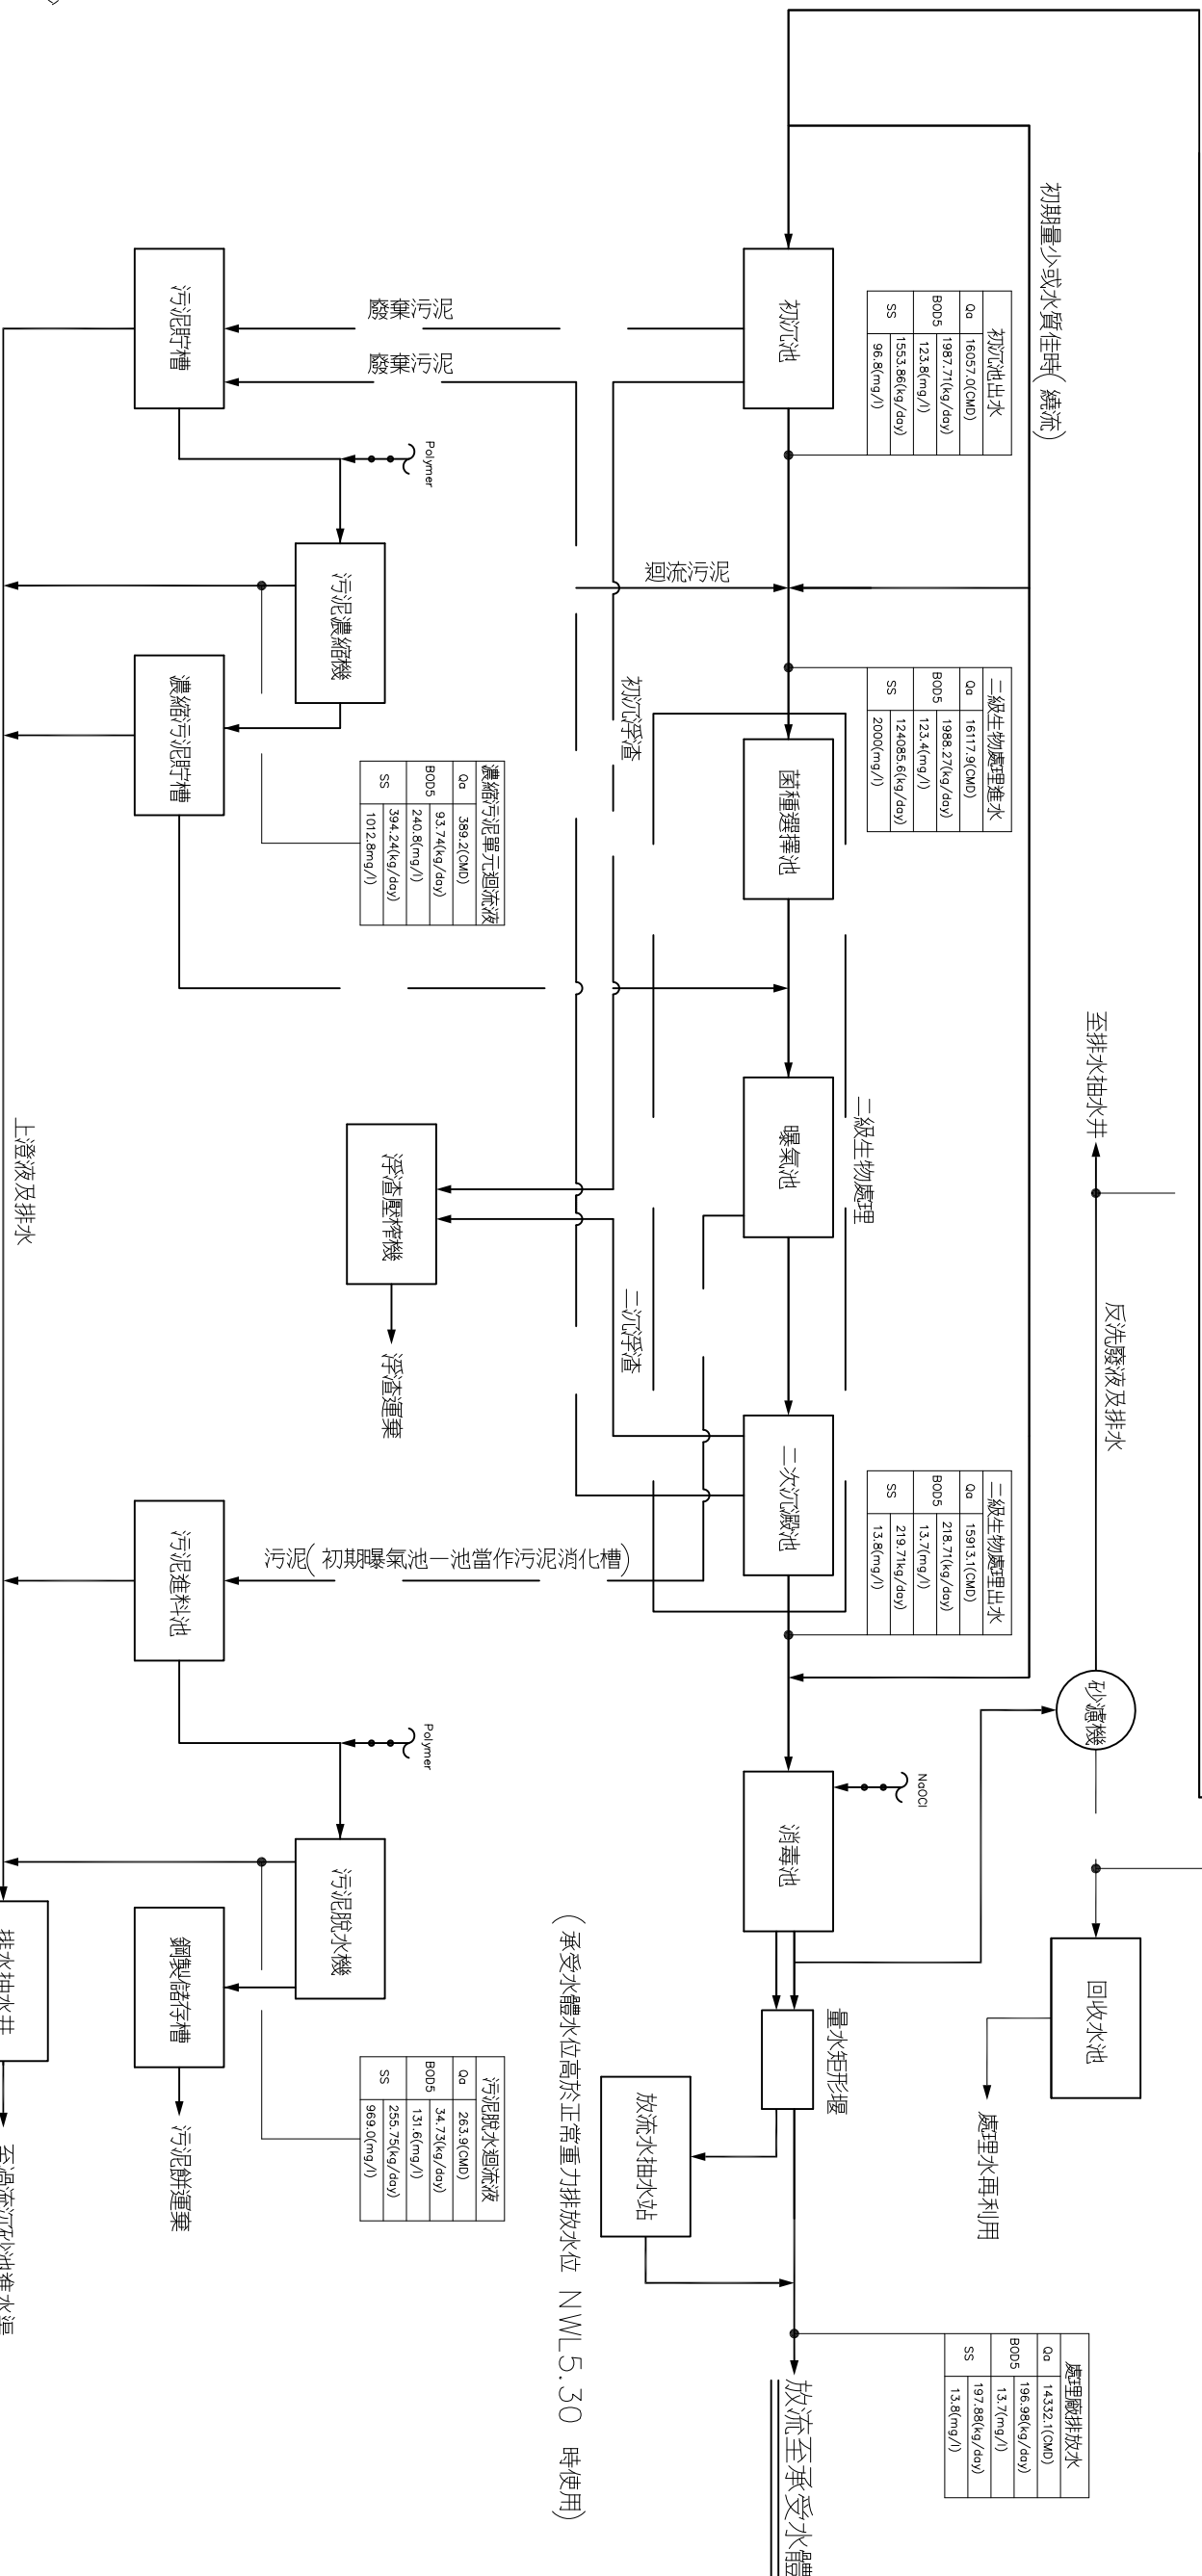 初期量少或水質佳時(繞流)
初沉池出水
Qa 16057.0(CMD)
BOD5 1987.71(kg/day)
123.8(mg/l)
SS 1553.86(kg/day)
96.8(mg/l)
二級生物處理進水
Qa 16117.9(CMD)
BOD5 1988.27(kg/day)
123.4(mg/l)
SS 124085.6(kg/day)
2000(mg/l)
二級生物處理出水
Qa 15913.1(CMD)
BOD5 218.71(kg/day)
13.7(mg/l)
SS 219.71kg/day)
13.8(mg/l)
至排水抽水井
反洗廢液及排水
砂濾機
回收水池
處理水再利用
處理廠排放水
Qa 14332.1(CMD)
BOD5 196.98(kg/day)
13.7(mg/l)
SS 197.88(kg/day)
13.8(mg/l)
二級生物處理
初沉池
菌種選擇池
曝氣池
二次沉澱池
NaOCl
消毒池
量水矩形堰
放流至承受水體
放流水抽水站
(承受水體水位高於正常重力排放水位 NWL5.30 時使用)
迴流污泥
初沉浮渣
二沉浮渣
廢棄污泥
廢棄污泥
污泥(初期曝氣池一池當作污泥消化槽)
浮渣壓榨機
浮渣運棄
濃縮污泥單元迴流液
Qa 389.2(CMD)
BOD5 93.74(kg/day)
240.8(mg/l)
SS 394.24(kg/day)
1012.8mg/l)
污泥脫水迴流液
Qa 263.9(CMD)
BOD5 34.73(kg/day)
131.6(mg/l)
SS 255.75(kg/day)
969.0(mg/l)
Polymer
Polymer
污泥濃縮機
污泥脫水機
污泥貯槽
濃縮污泥貯槽
污泥進料池
鋼製儲存槽
污泥餅運棄
上澄液及排水
排水抽水井
至過流沉砂池進水渠